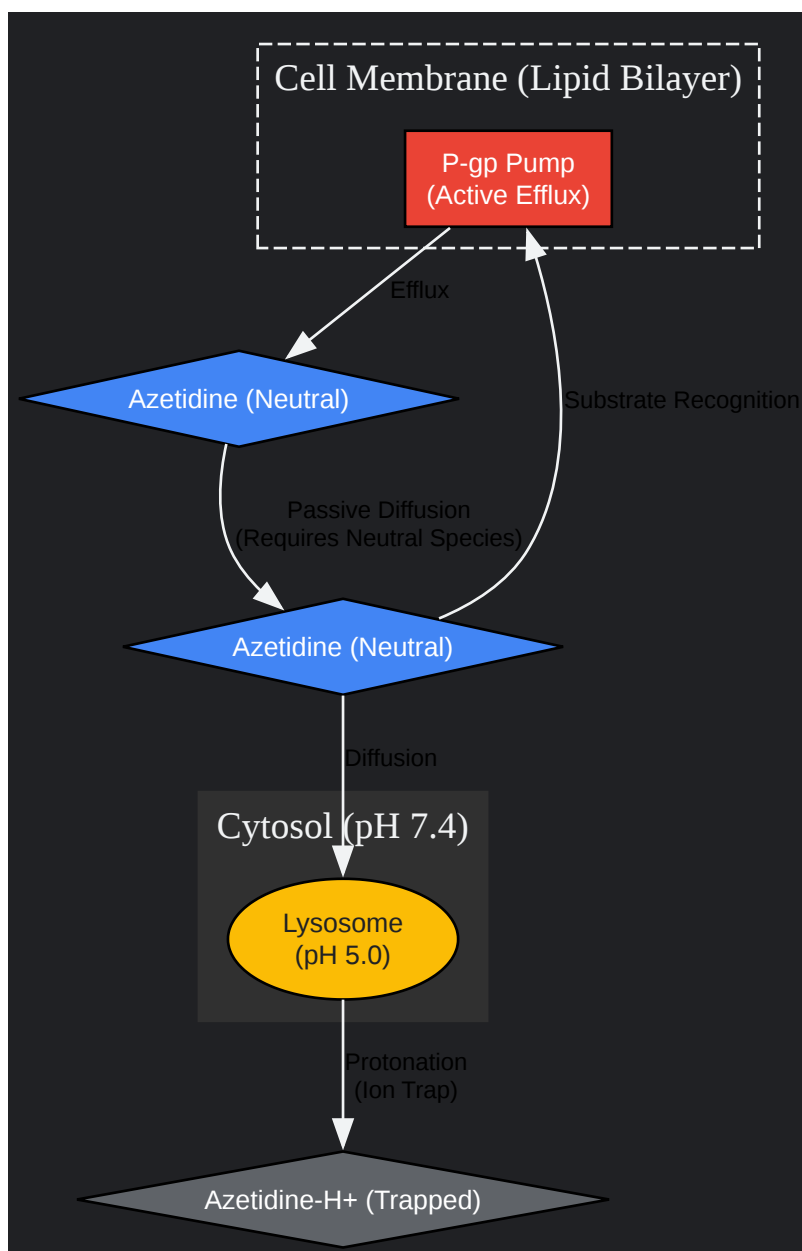 Cell Membrane (Lipid Bilayer)
P-gp Pump
(Active Efflux)
Efflux
Azetidine (Neutral)
Substrate Recognition
Passive Diffusion
(Requires Neutral Species)
Azetidine (Neutral)
Diffusion
Cytosol (pH 7.4)
Lysosome
(pH 5.0)
Protonation
(Ion Trap)
Azetidine-H+ (Trapped)